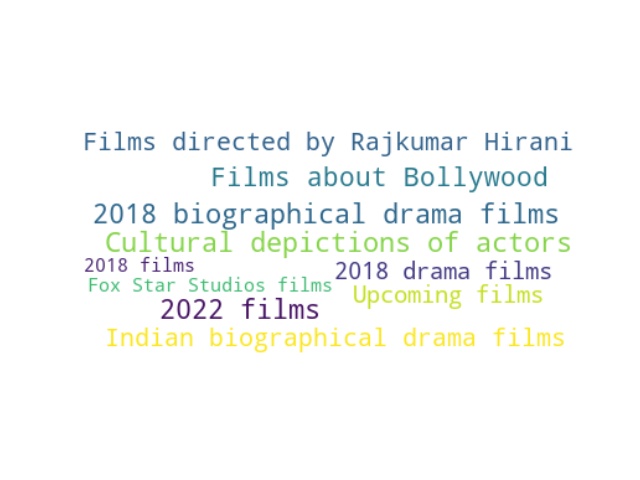 Films directed by Rajkumar Hirani
Films about Bollywood
2018 biographical drama films
Cultural depictions of actors
2018 films
2018 drama films
Fox Star Studios films
Upcoming films
2022 films
Indian biographical drama films